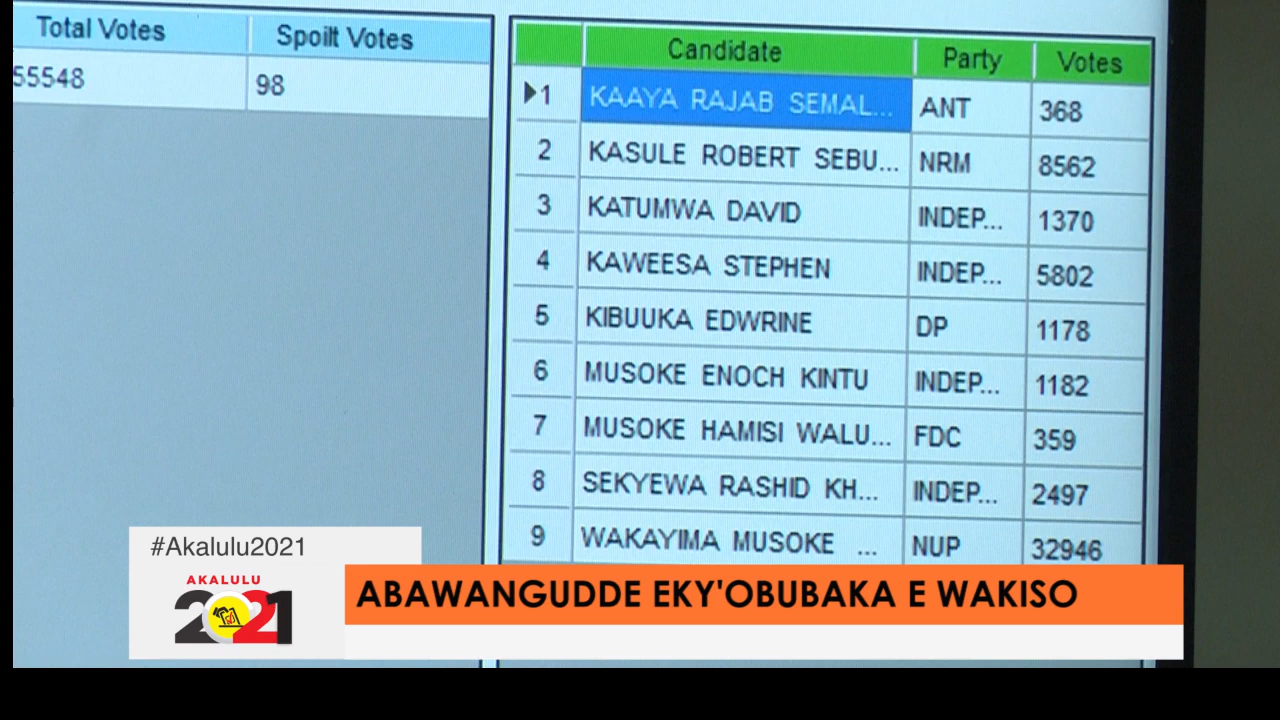 Total Votes Spoilt Votes
55548 98
Candidate Party Votes
1 KAAYA RAJAB SEMAL... ANT 368
2 KASULE ROBERT SEBU... NRM 8562
3 KATUMWA DAVID INDEP... 1370
4 KAWEESA STEPHEN INDEP... 5802
5 KIBUUKA EDWRINE DP 1178
6 MUSOKE ENOCH KINTU INDEP... 1182
7 MUSOKE HAMISI WALU... FDC 359
8 SEKYEWA RASHID KH... INDEP... 2497
9 WAKAYIMA MUSOKE ... NUP 32946
#Akalulu2021
AKALULU
2021
ABAWANGUDDE EKY'OBUBAKA E WAKISO